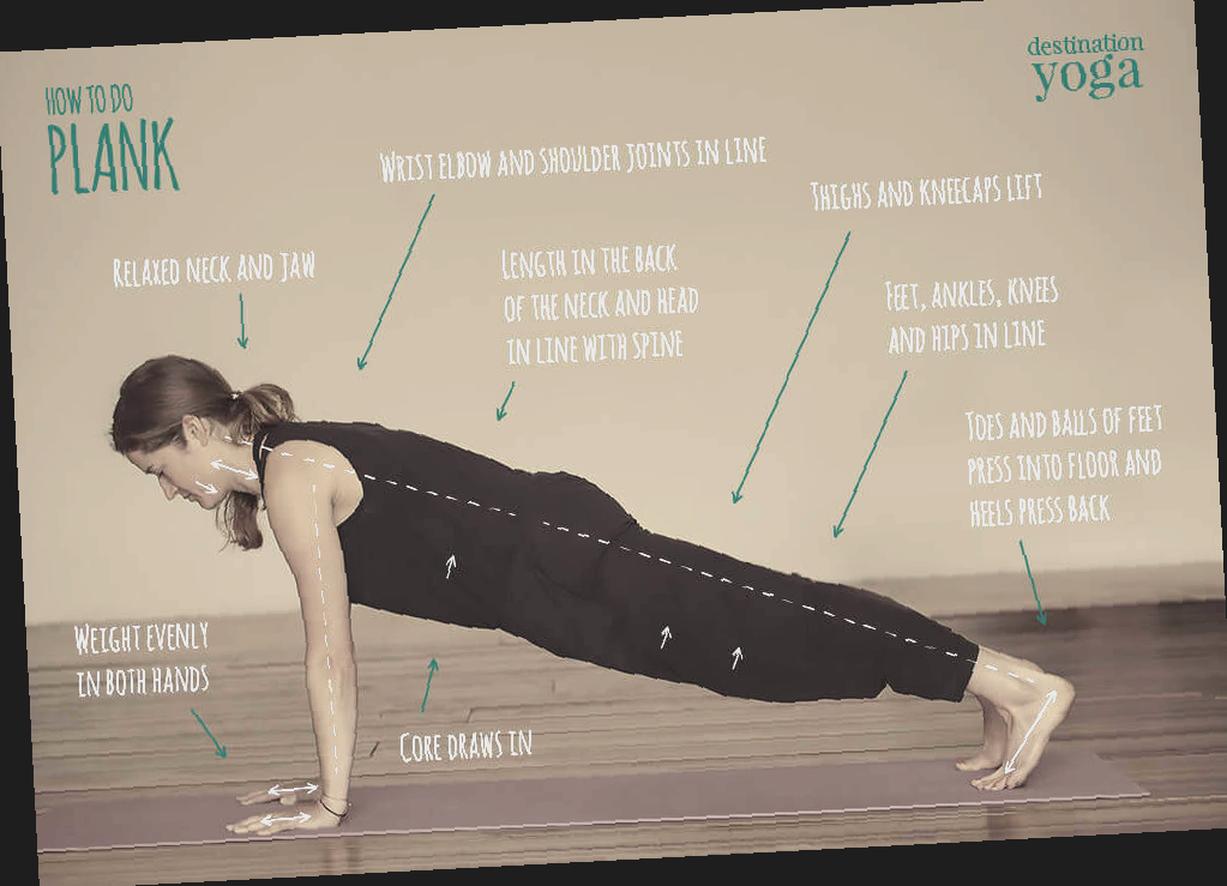 HOW TO DO
PLANK
destination
yoga
WRIST ELBOW AND SHOULDER JOINTS IN LINE
THIGHS AND KNEECAPS LIFT
RELAXED NECK AND JAW
LENGTH IN THE BACK
OF THE NECK AND HEAD
IN LINE WITH SPINE
FEET, ANKLES, KNEES
AND HIPS IN LINE
TOES AND BALLS OF FEET
PRESS INTO FLOOR AND
HEELS PRESS BACK
WEIGHT EVENLY
IN BOTH HANDS
CORE DRAWS IN